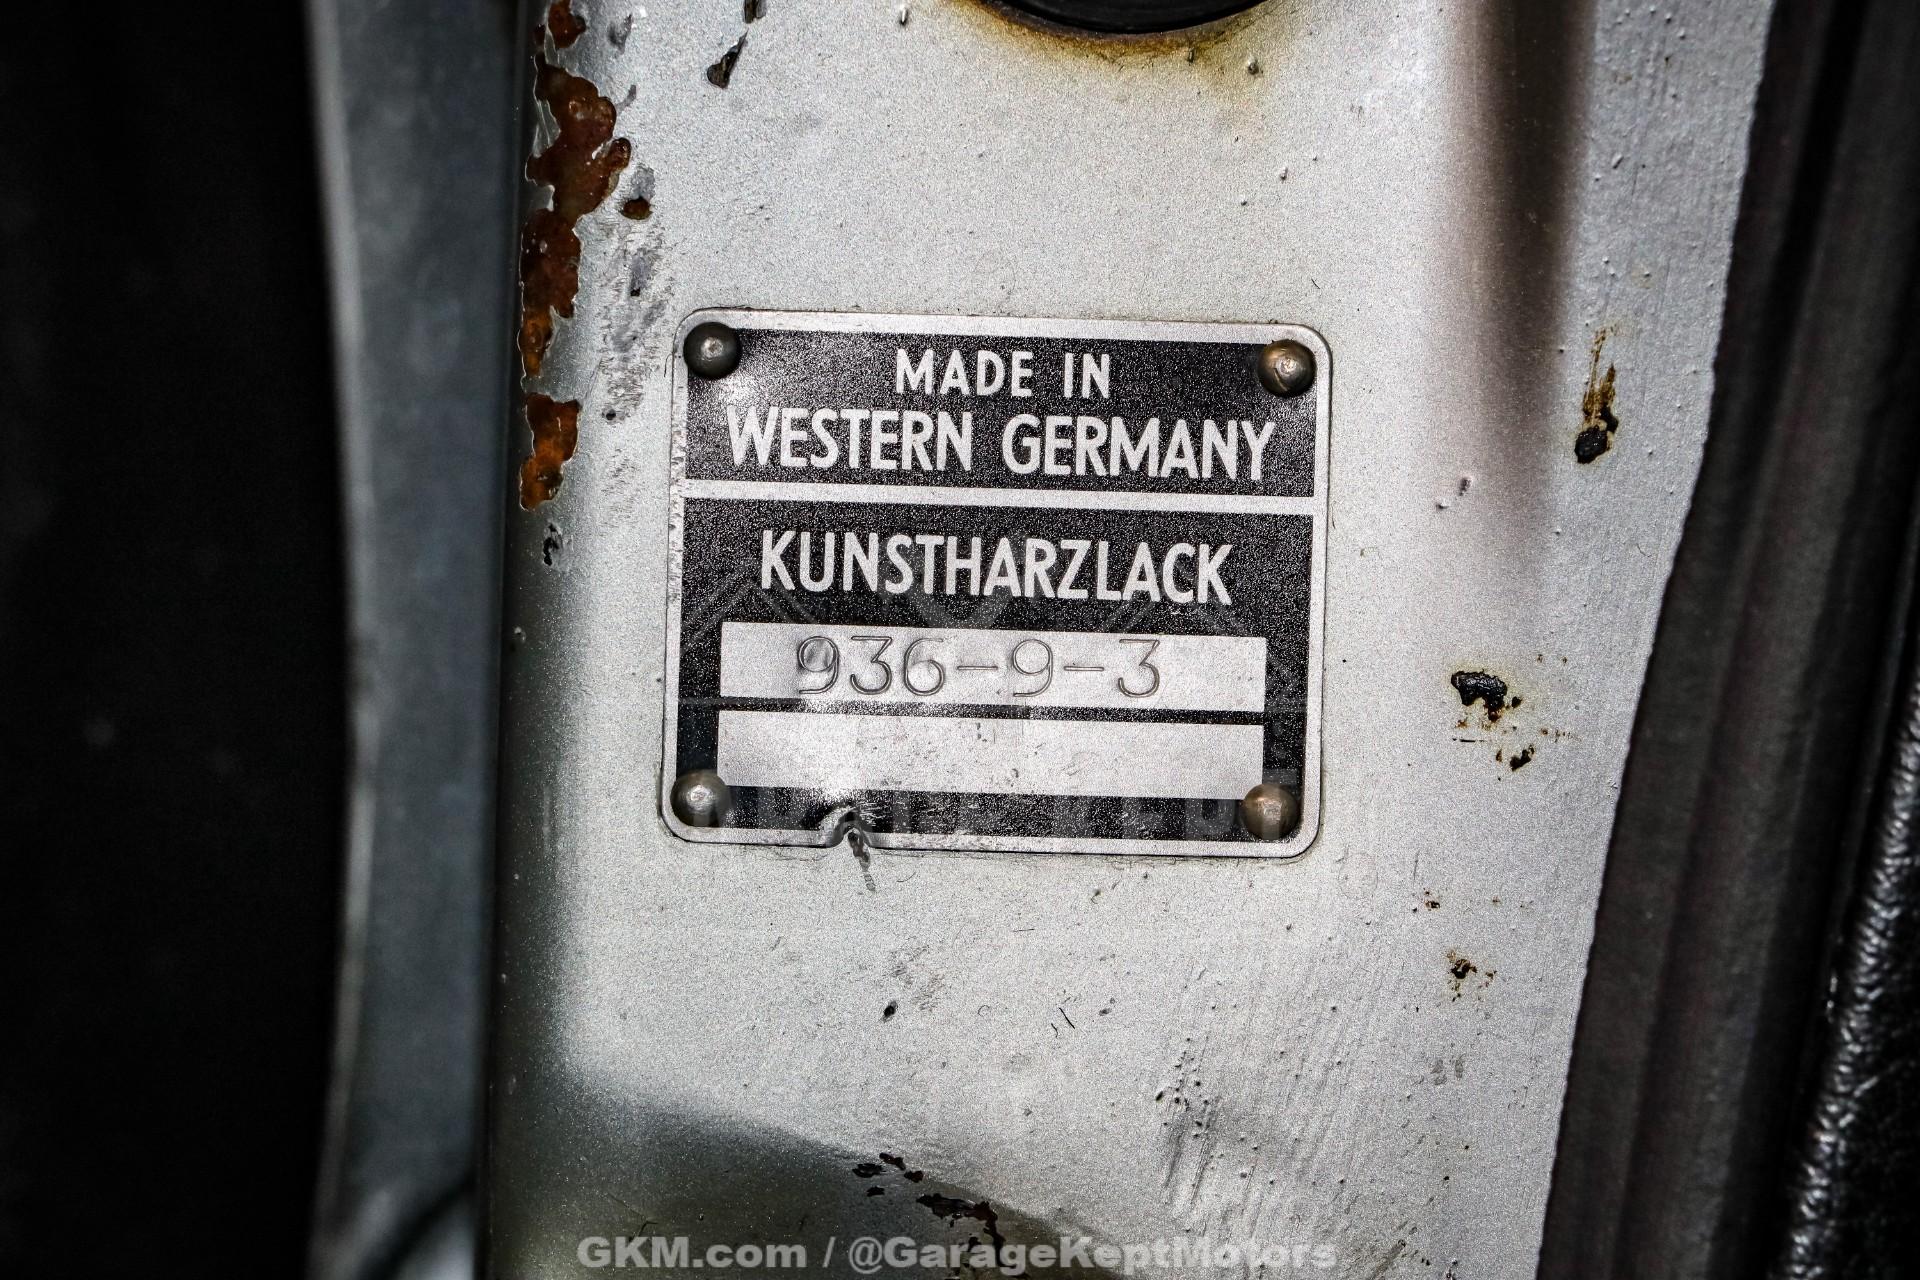 MADE IN
WESTERN GERMANY
KUNSTHARZLACK
936-9-3
GKM.com / @GarageKeptMotors